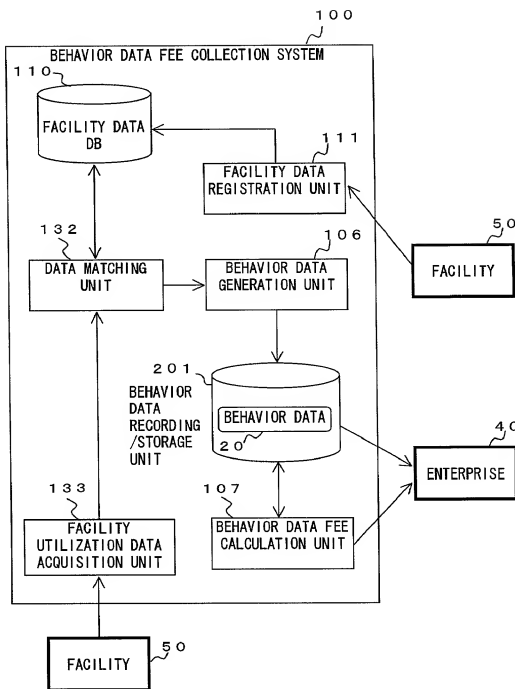 100
BEHAVIOR DATA FEE COLLECTION SYSTEM
110
FACILITY DATA
DB
111
FACILITY DATA
REGISTRATION UNIT
132
DATA MATCHING
UNIT
106
BEHAVIOR DATA
GENERATION UNIT
50
FACILITY
201
BEHAVIOR
DATA
RECORDING
/STORAGE
UNIT
BEHAVIOR DATA
20
40
ENTERPRISE
133
FACILITY
UTILIZATION DATA
ACQUISITION UNIT
107
BEHAVIOR DATA FEE
CALCULATION UNIT
50
FACILITY